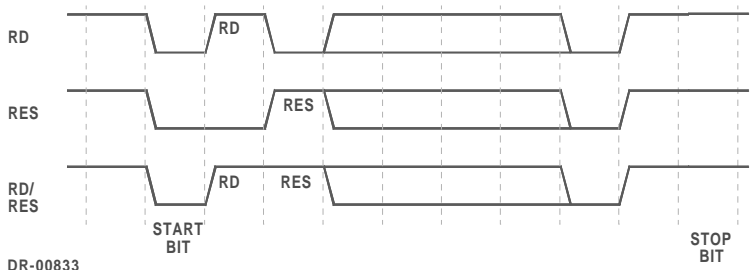 RD
RD
RES
RES
RD/
RES
RD
RES
START
BIT
STOP
BIT
DR-00833